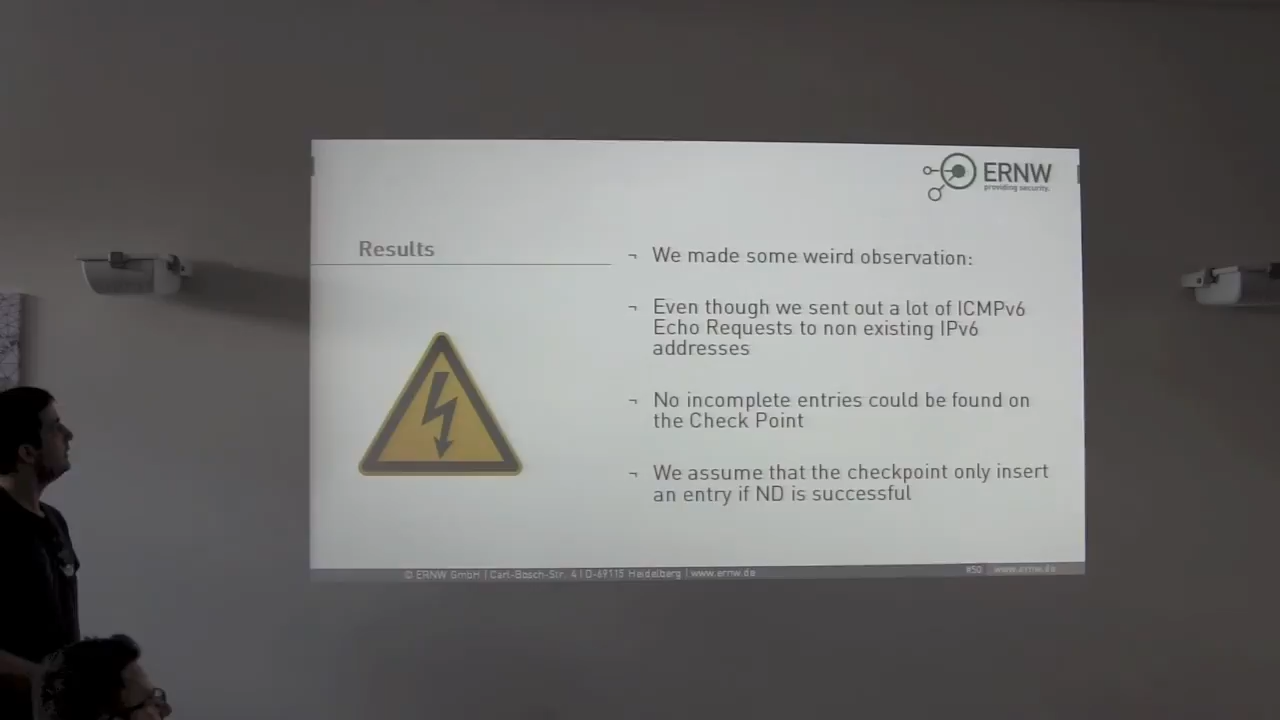 ERNW
providing security.
Results
¬ We made some weird observation:
¬ Even though we sent out a lot of ICMPv6
Echo Requests to non existing IPv6
addresses
¬ No incomplete entries could be found on
the Check Point
¬ We assume that the checkpoint only insert
an entry if ND is successful
© ERNW GmbH | Carl-Bosch-Str. 4 | D-69115 Heidelberg | www.ernw.de
#50 www.ernw.de